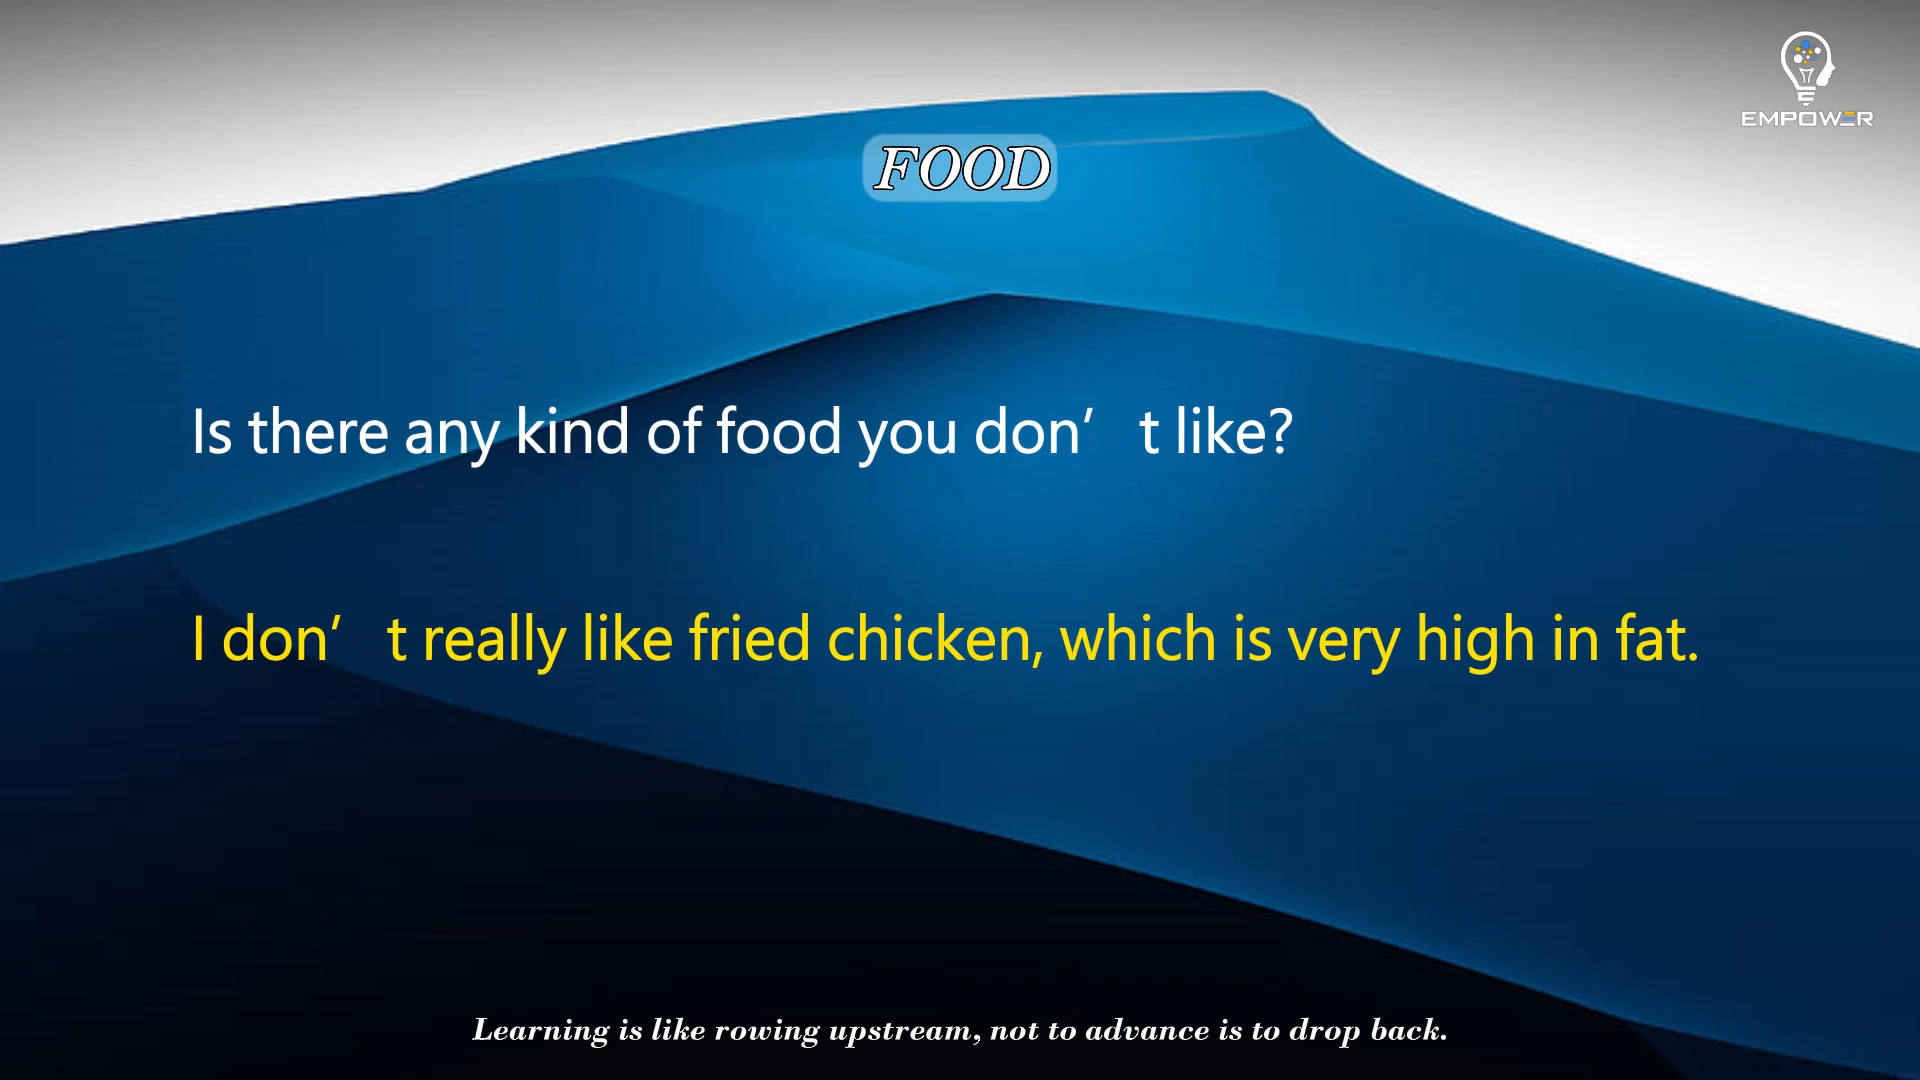 EMPOWER
FOOD
Is there any kind of food you don’t like?
I don’t really like fried chicken, which is very high in fat.
Learning is like rowing upstream, not to advance is to drop back.